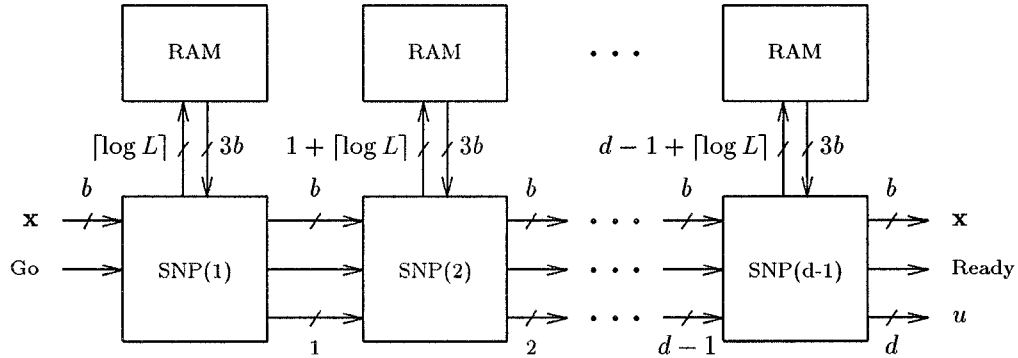 RAM RAM • • • RAM
⌈log L⌉ 3b 1 + ⌈log L⌉ 3b d − 1 + ⌈log L⌉ 3b
b b b b b
x • • • x
Go SNP(1) SNP(2) • • • SNP(d-1) Ready
• • • u
1 2 d − 1 d